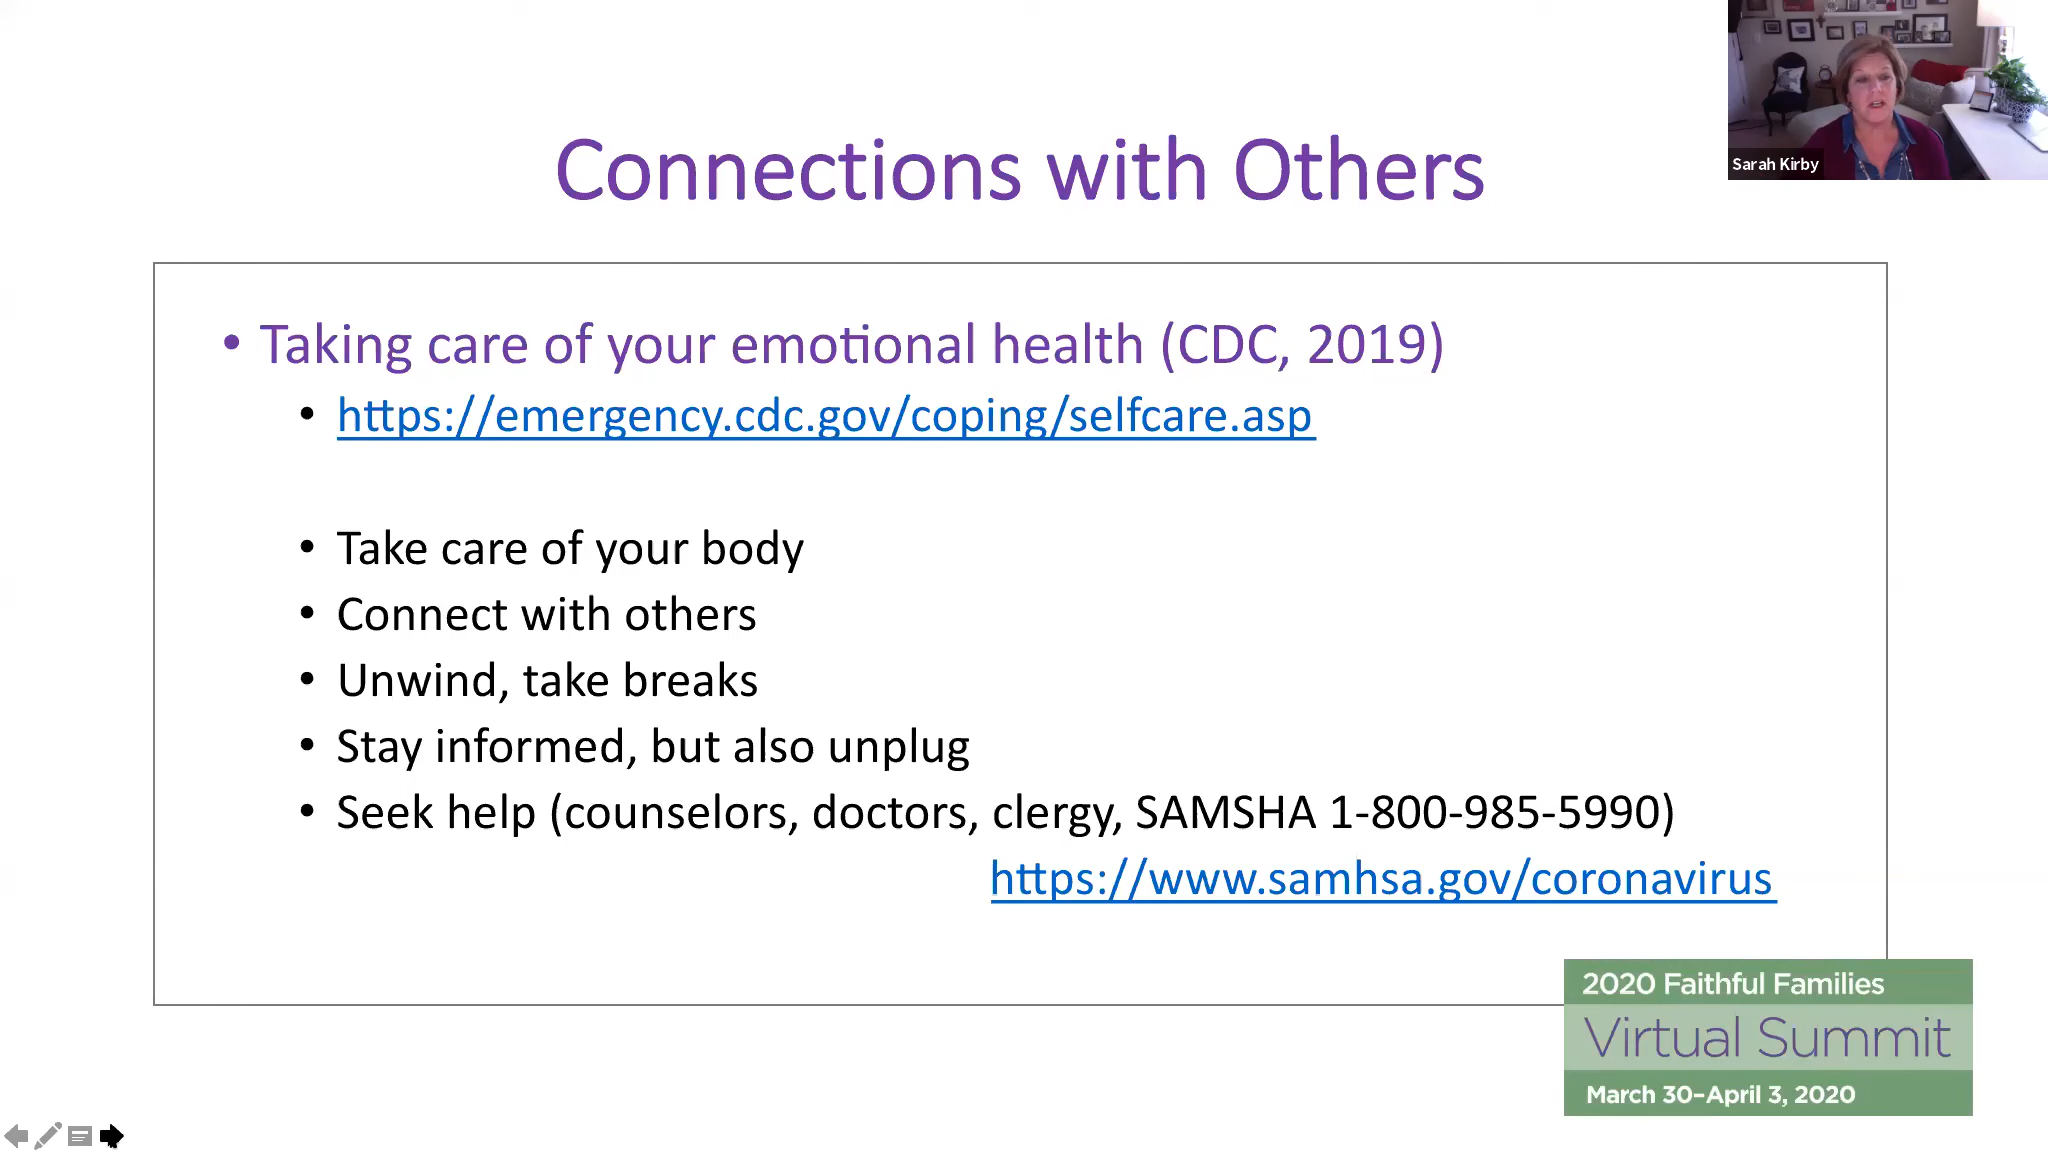 Connections with Others
Sarah Kirby
• Taking care of your emotional health (CDC, 2019)
• https://emergency.cdc.gov/coping/selfcare.asp
• Take care of your body
• Connect with others
• Unwind, take breaks
• Stay informed, but also unplug
• Seek help (counselors, doctors, clergy, SAMSHA 1-800-985-5990)
https://www.samhsa.gov/coronavirus
2020 Faithful Families
Virtual Summit
March 30–April 3, 2020